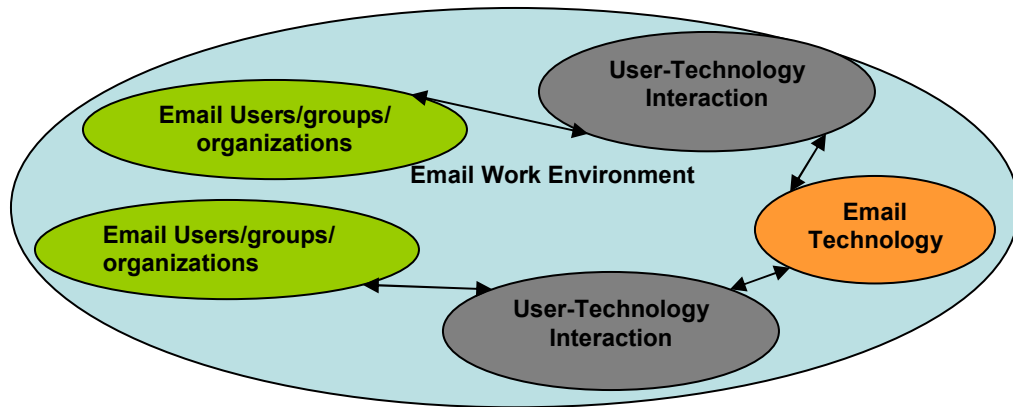 User-Technology
Interaction
Email Users/groups/
organizations
Email Work Environment
Email
Technology
Email Users/groups/
organizations
User-Technology
Interaction